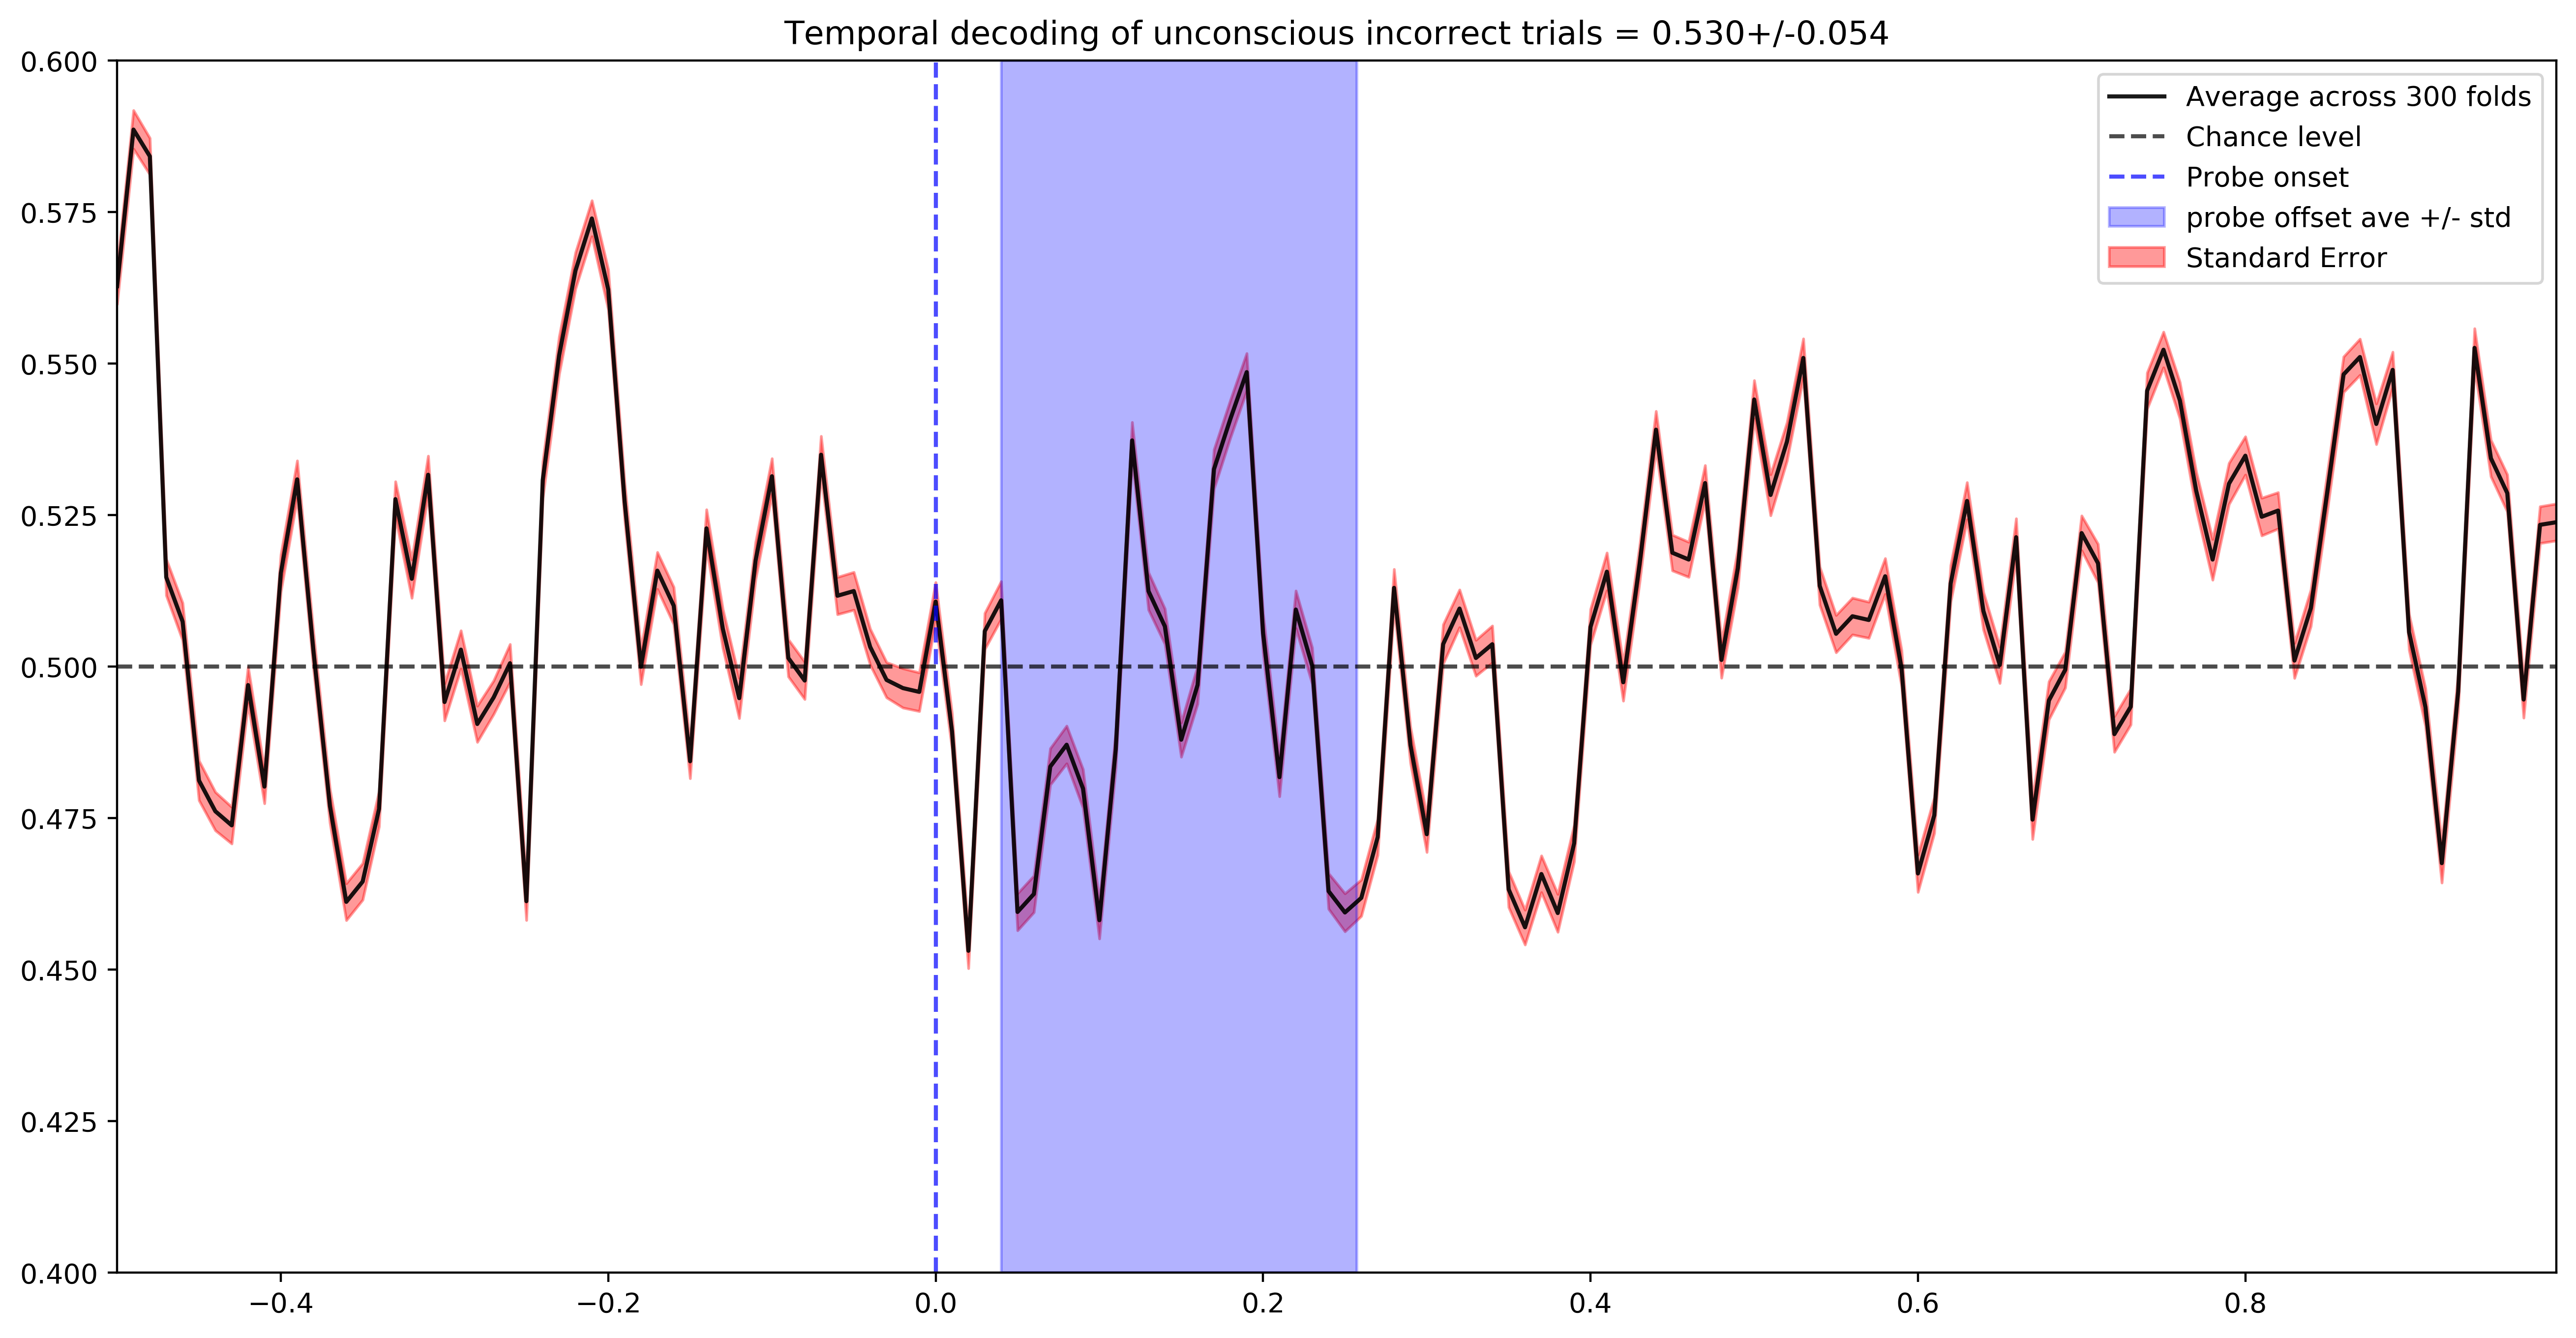 Temporal decoding of unconscious incorrect trials = 0.530+/-0.054
0.600
0.575
0.550
0.525
0.500
0.475
0.450
0.425
0.400
Average across 300 folds
Chance level
Probe onset
probe offset ave +/- std
Standard Error
−0.4 −0.2 0.0 0.2 0.4 0.6 0.8